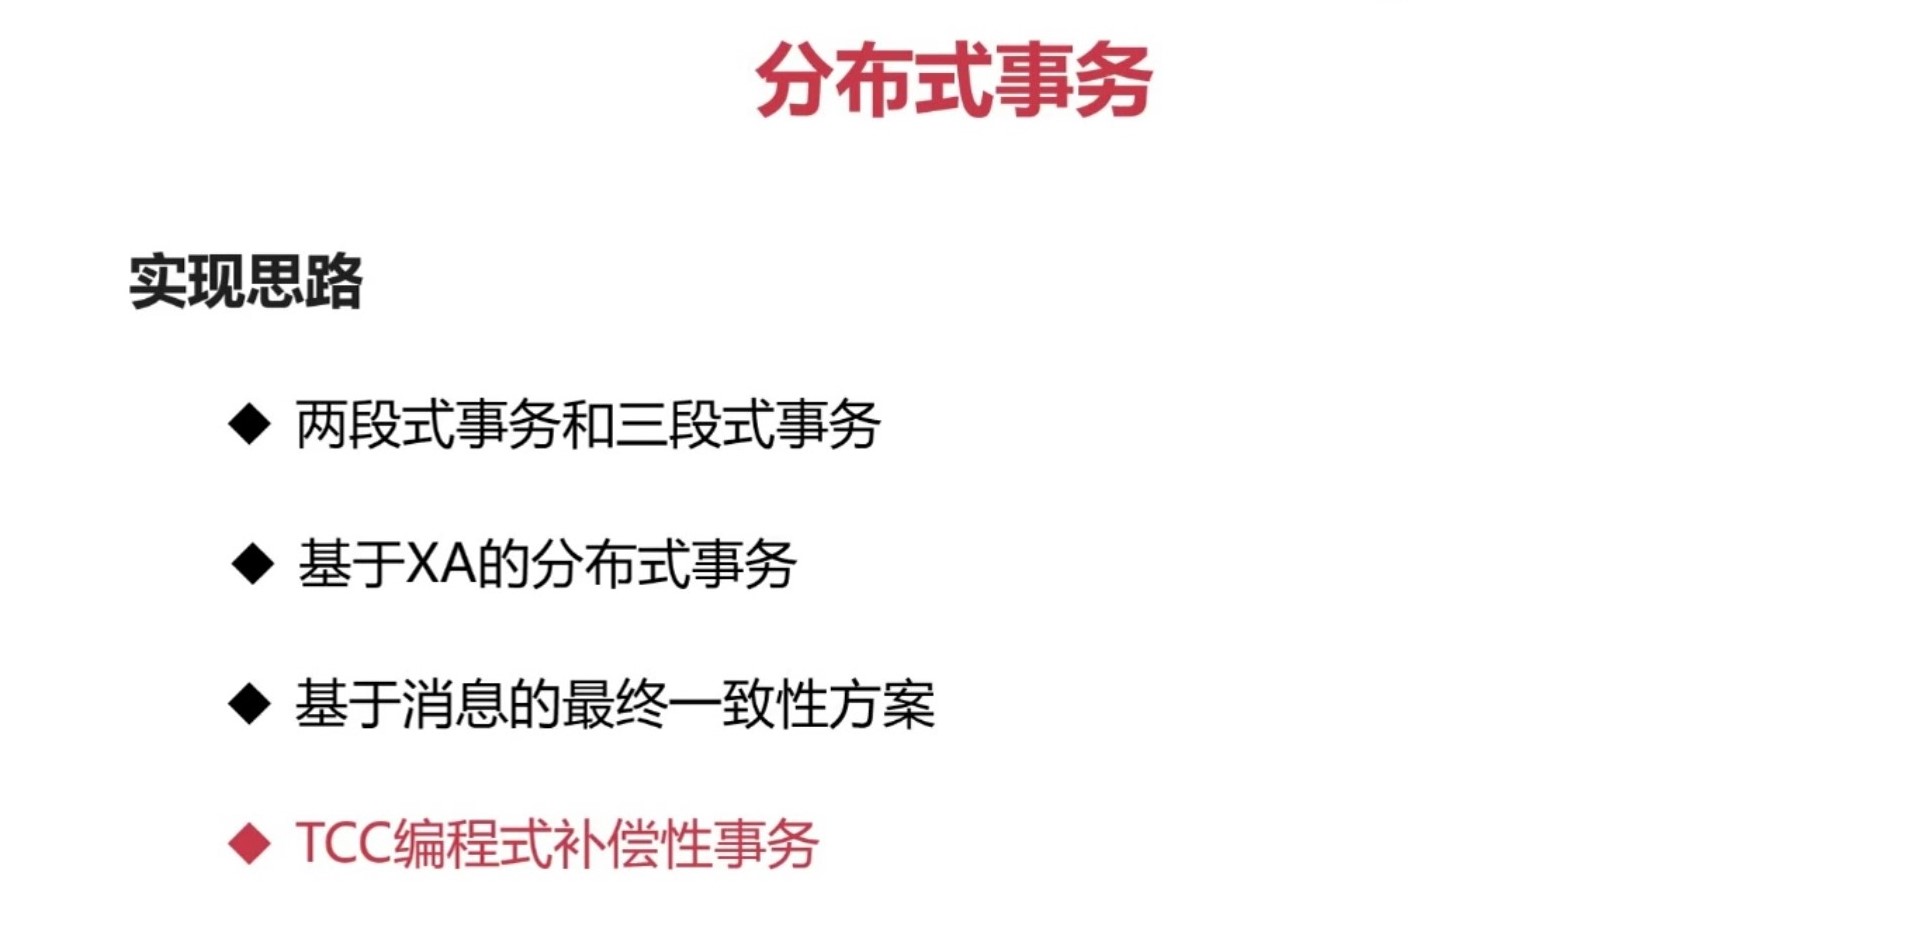 分布式事务
实现思路
◆ 两段式事务和三段式事务
◆ 基于XA的分布式事务
◆ 基于消息的最终一致性方案
◆ TCC编程式补偿性事务